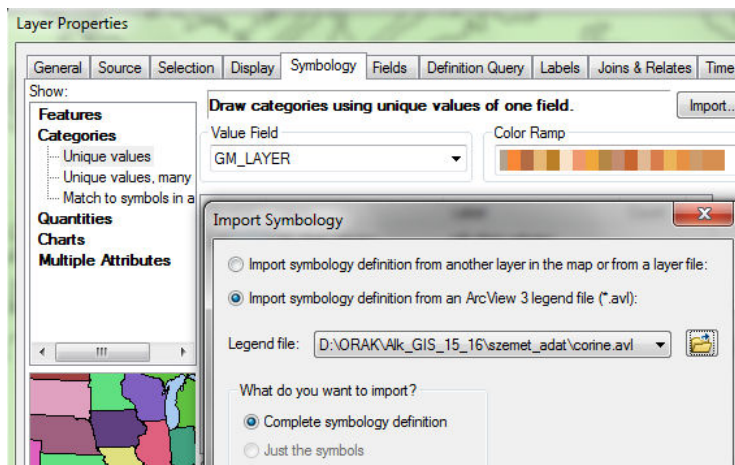 Layer Properties
General Source Selection Display Symbology Fields Definition Query Labels Joins & Relates Time
Show:
Features
Categories
Unique values
Unique values, many
Match to symbols in a
Quantities
Charts
Multiple Attributes
Draw categories using unique values of one field.
Import..
Value Field
GM_LAYER
Color Ramp
Import Symbology
Import symbology definition from another layer in the map or from a layer file:
Import symbology definition from an ArcView 3 legend file (*.avl):
Legend file: D:\ORAK\Alk_GIS_15_16\szemet_adat\corine.avl
What do you want to import?
Complete symbology definition
Just the symbols